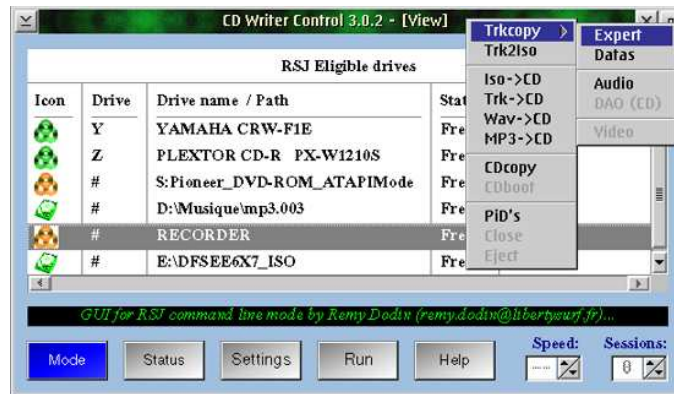 CD Writer Control 3.0.2 - [View]
RSJ Eligible drives
Icon Drive Drive name / Path Stat
Y YAMAHA CRW-F1E Fre
Z PLEXTOR CD-R PX-W1210S Fre
# S:Pioneer_DVD-ROM_ATAPIMode Fre
# D:\Musique\mp3.003 Fre
# RECORDER Fre
# E:\DFSEE6X7_ISO Fre
Trkcopy
Trk2Iso
Iso->CD
Trk->CD
Wav->CD
MP3->CD
CDcopy
CDboot
PiD's
Close
Eject
Expert
Datas
Audio
DAO (CD)
Video
GUI for RSJ command line mode by Remy Dodin (remy.dodin@libertysurf.fr)...
Mode Status Settings Run Help
Speed: Sessions:
-- 0